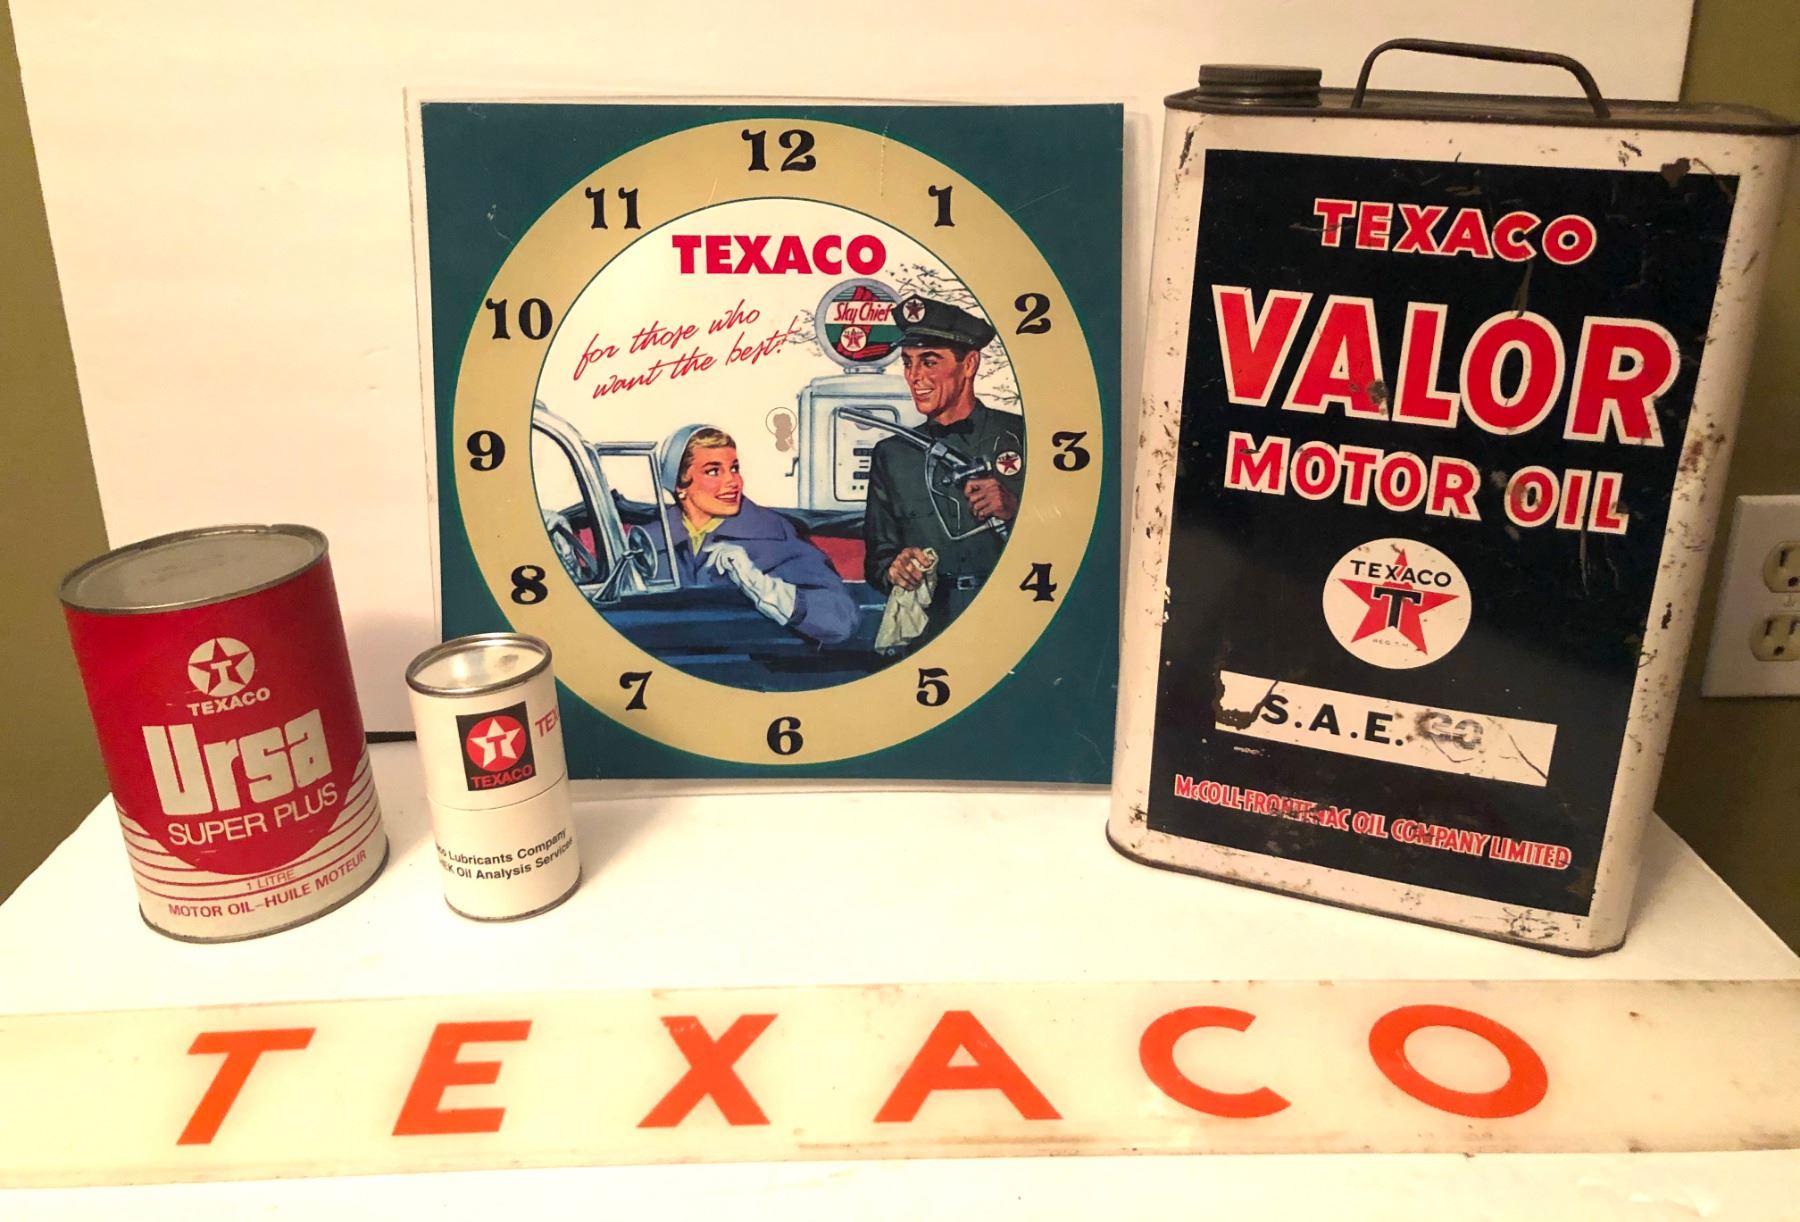 12
11
1
TEXACO
10
2
for those who
want the best!
Sky Chief
9
3
8
4
7
5
6
TEXACO
VALOR
MOTOR OIL
TEXACO
T
REG. T.M.
S.A.E.
McCOLL-FRONTENAC OIL COMPANY LIMITED
T
TEXACO
Ursa
SUPER PLUS
1 LITRE
MOTOR OIL-HUILE MOTEUR
T
TEXACO
TEX
Lubricants Company
Oil Analysis Services
TEXACO